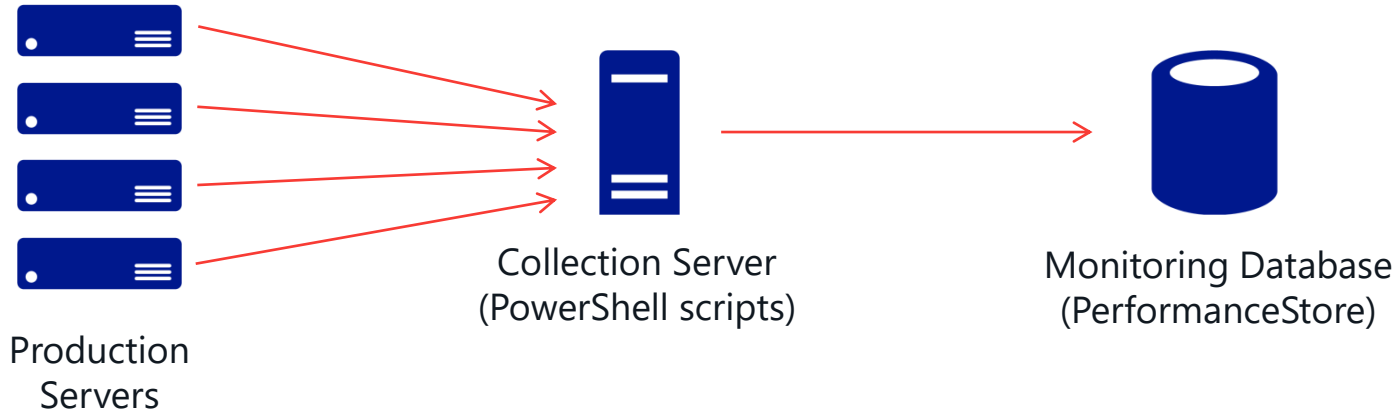 Production
Servers
Collection Server
(PowerShell scripts)
Monitoring Database
(PerformanceStore)